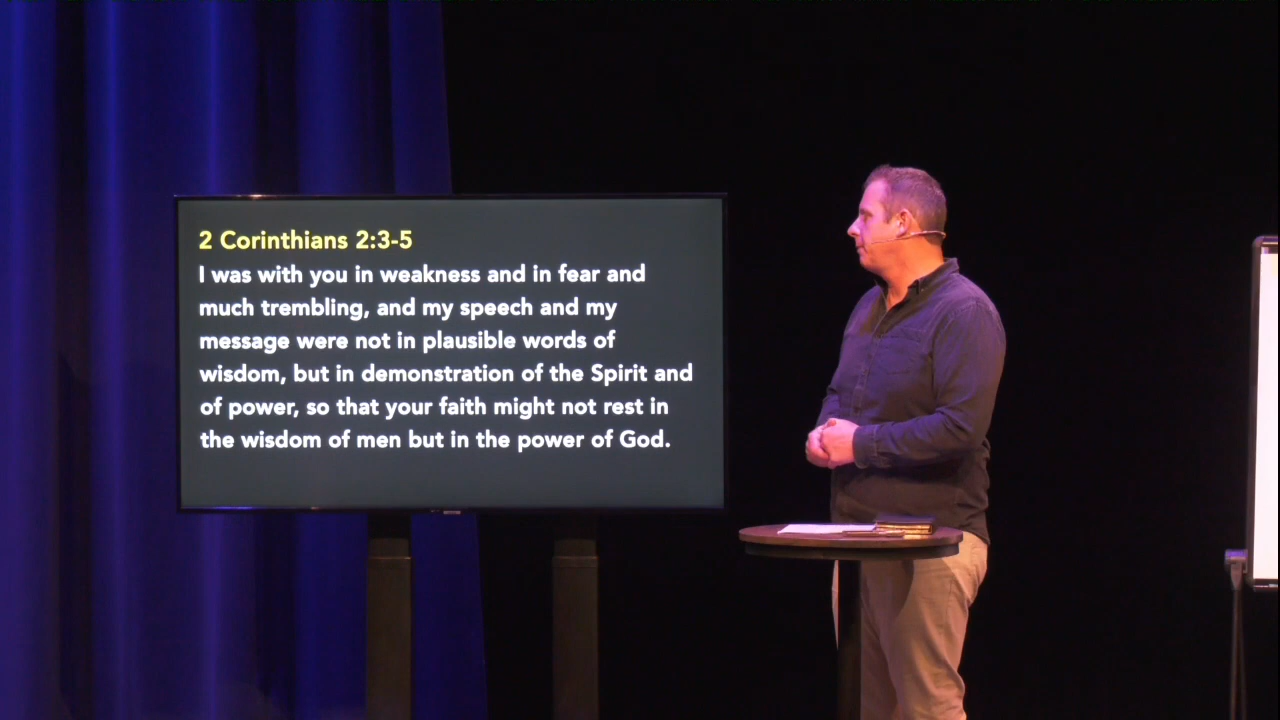 2 Corinthians 2:3-5
I was with you in weakness and in fear and
much trembling, and my speech and my
message were not in plausible words of
wisdom, but in demonstration of the Spirit and
of power, so that your faith might not rest in
the wisdom of men but in the power of God.